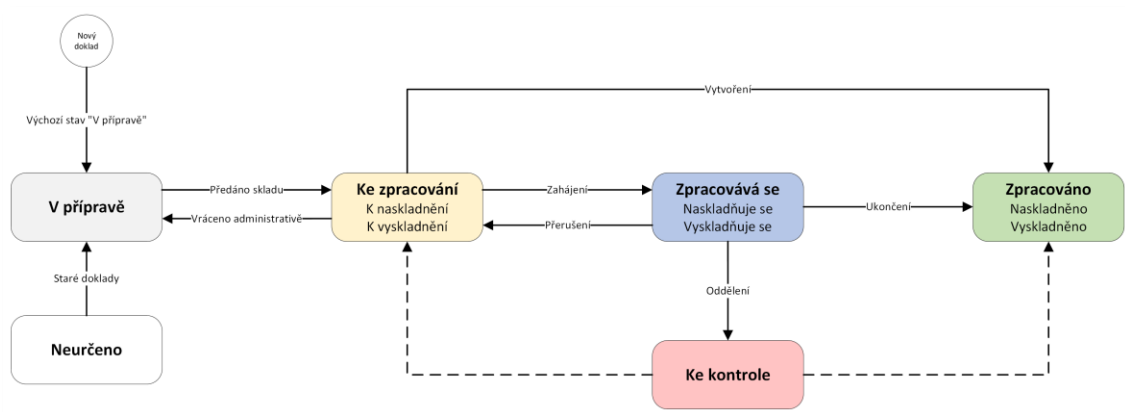 Nový
doklad
Vytvoření
Výchozí stav "V přípravě"
V přípravě
Předáno skladu
Vráceno administrativě
Ke zpracování
K naskladnění
K vyskladnění
Zahájení
Přerušení
Zpracovává se
Naskladňuje se
Vyskladňuje se
Ukončení
Zpracováno
Naskladněno
Vyskladněno
Staré doklady
Oddělení
Neurčeno
Ke kontrole